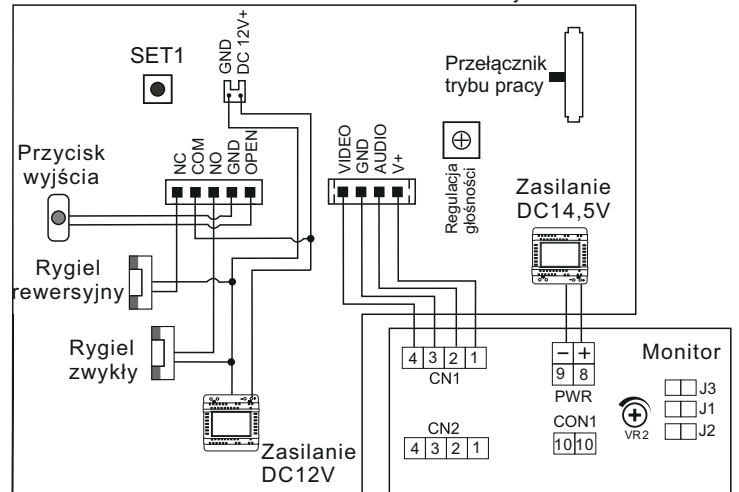 SET1
GND
DC 12V+
Przełącznik
trybu pracy
Przycisk
wyjścia
NC
COM
NO
GND
OPEN
VIDEO
GND
AUDIO
V+
Regulacja
głośności
Zasilanie
DC14,5V
Rygiel
rewersyjny
Rygiel
zwykły
Zasilanie
DC12V
4 3 2 1
CN1
CN2
4 3 2 1
− +
9 8
PWR
CON1
10 10
VR2
Monitor
J3
J1
J2